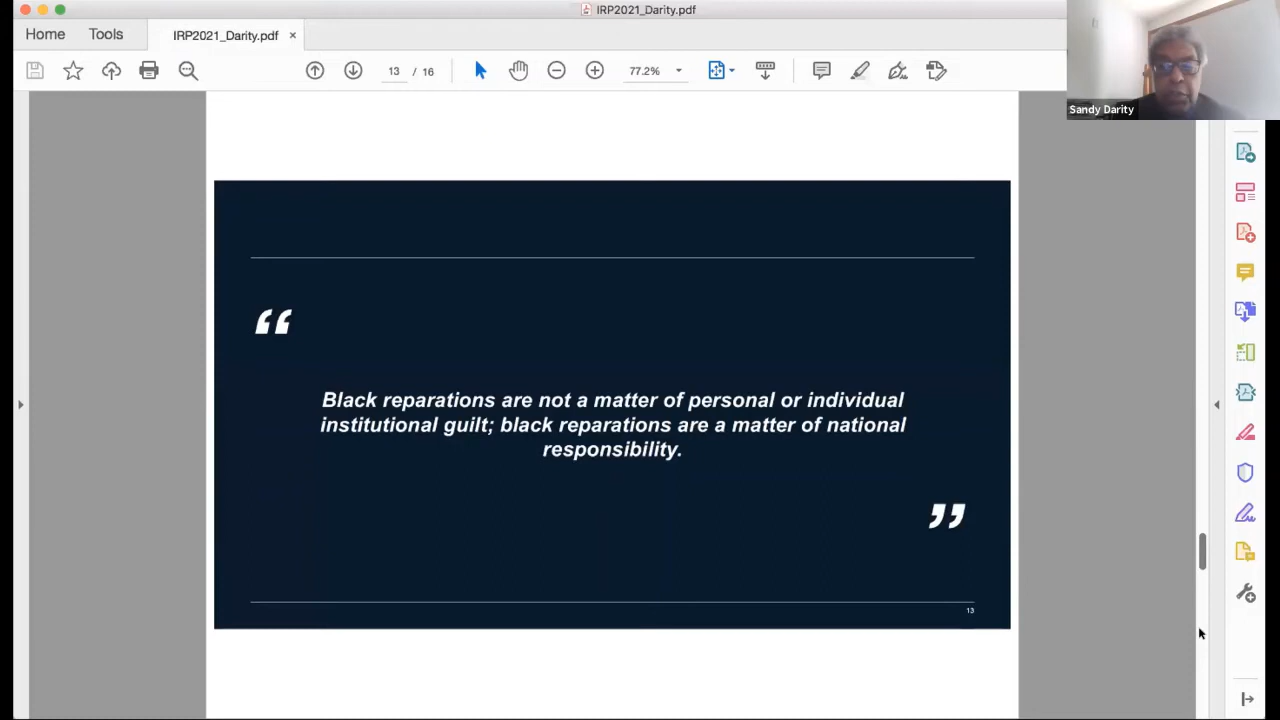 IRP2021_Darity.pdf
Home Tools IRP2021_Darity.pdf ×
13 / 16 77.2%
Sandy Darity
“
Black reparations are not a matter of personal or individual
institutional guilt; black reparations are a matter of national
responsibility.
”
13